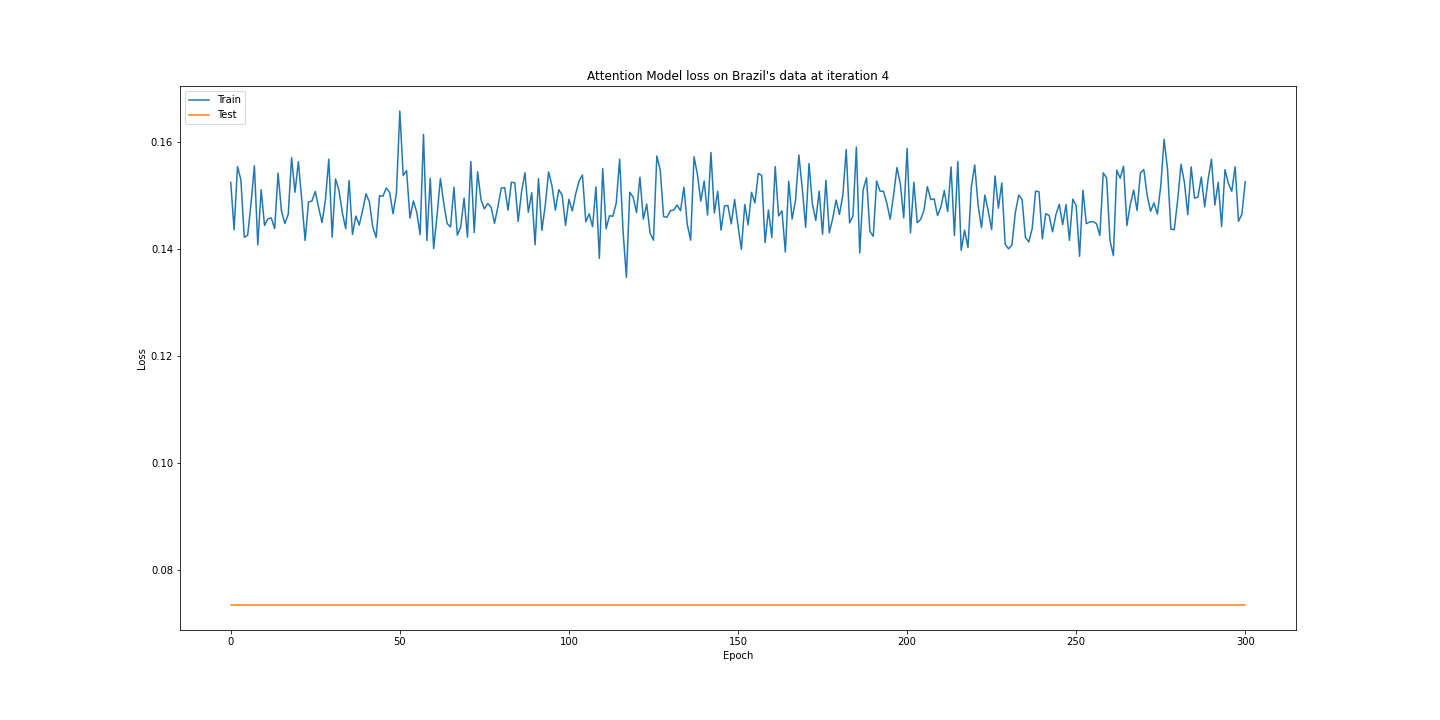 Attention Model loss on Brazil's data at iteration 4
Train
Test
0.16
0.14
0.12
0.10
0.08
Loss
0
50
100
150
200
250
300
Epoch